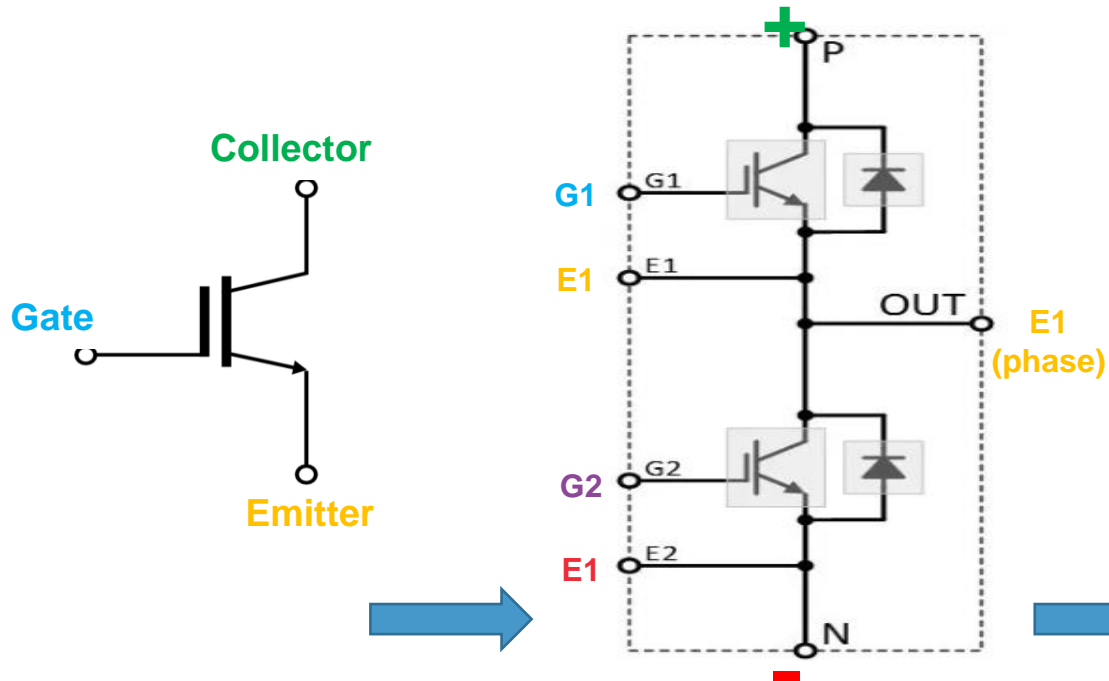 Collector
Gate
Emitter
+
P
G1
G1
E1
E1
OUT
E1
(phase)
G2
G2
E1
E2
N
-